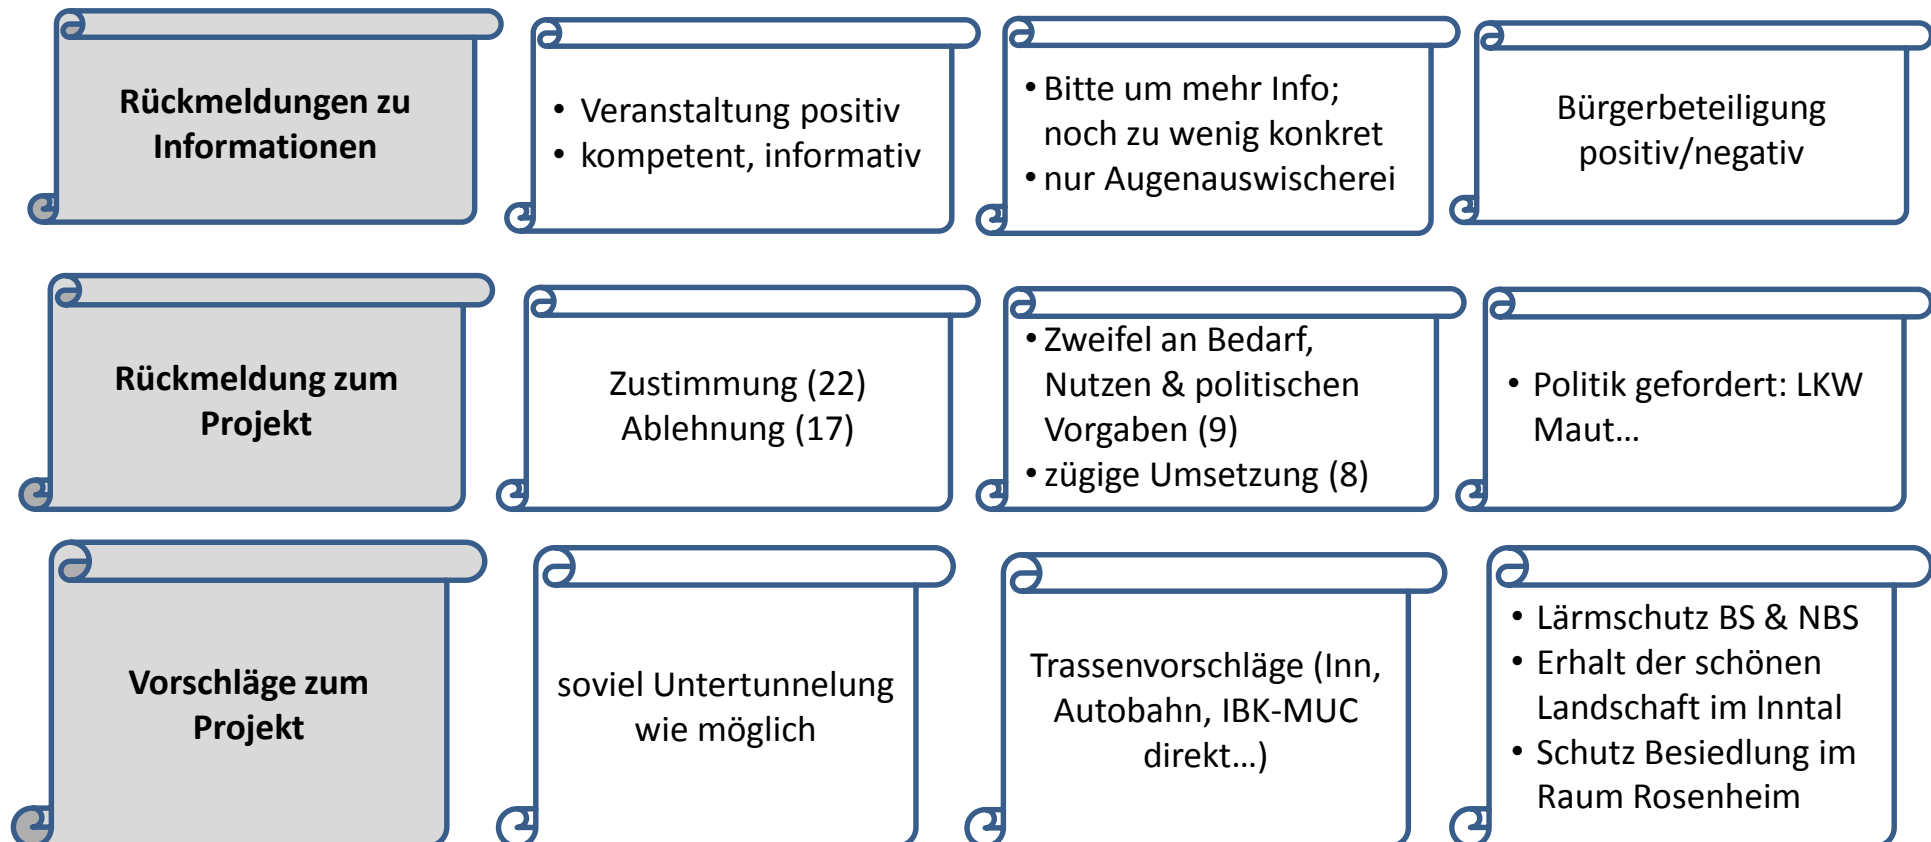 Rückmeldungen zu
Informationen
• Veranstaltung positiv
• kompetent, informativ
• Bitte um mehr Info;
noch zu wenig konkret
• nur Augenauswischerei
Bürgerbeteiligung
positiv/negativ
Rückmeldung zum
Projekt
Zustimmung (22)
Ablehnung (17)
• Zweifel an Bedarf,
Nutzen & politischen
Vorgaben (9)
• zügige Umsetzung (8)
• Politik gefordert: LKW
Maut…
Vorschläge zum
Projekt
soviel Untertunnelung
wie möglich
Trassenvorschläge (Inn,
Autobahn, IBK-MUC
direkt…)
• Lärmschutz BS & NBS
• Erhalt der schönen
Landschaft im Inntal
• Schutz Besiedlung im
Raum Rosenheim